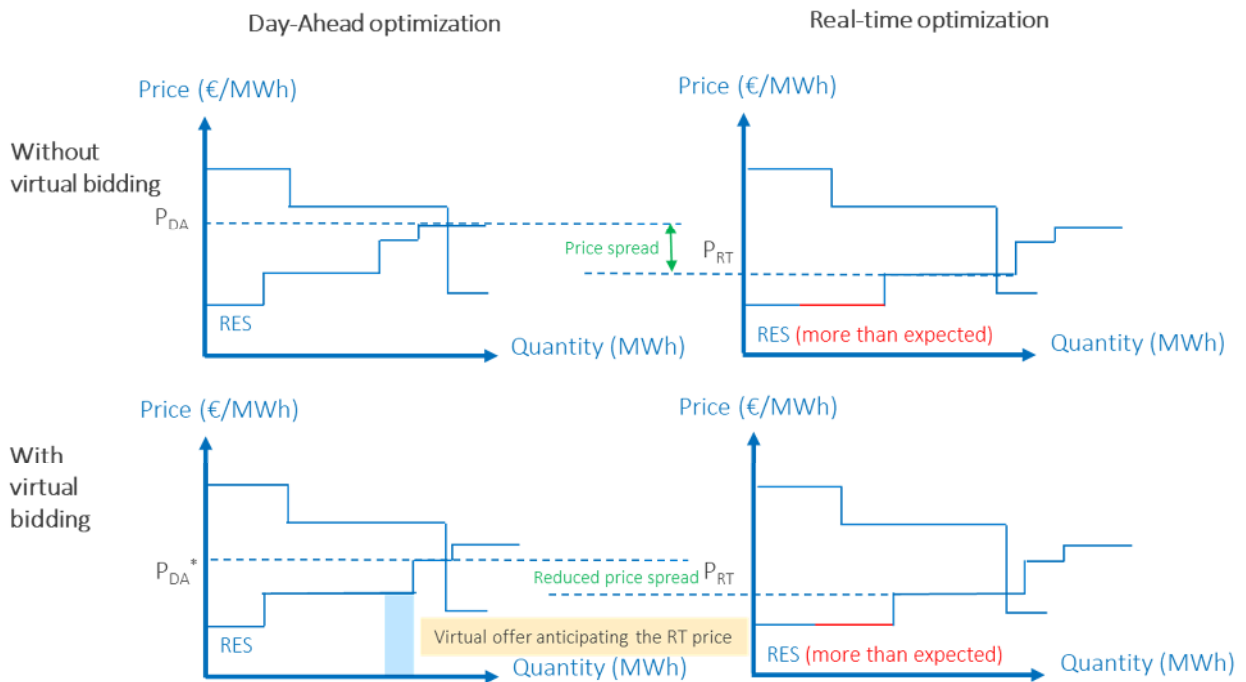 Day-Ahead optimization
Real-time optimization
Without
virtual bidding
Price (€/MWh)
Price (€/MWh)
P_DA
Price spread
P_RT
RES
RES (more than expected)
Quantity (MWh)
Quantity (MWh)
With
virtual
bidding
Price (€/MWh)
Price (€/MWh)
P_DA*
Reduced price spread
P_RT
Virtual offer anticipating the RT price
RES
RES (more than expected)
Quantity (MWh)
Quantity (MWh)